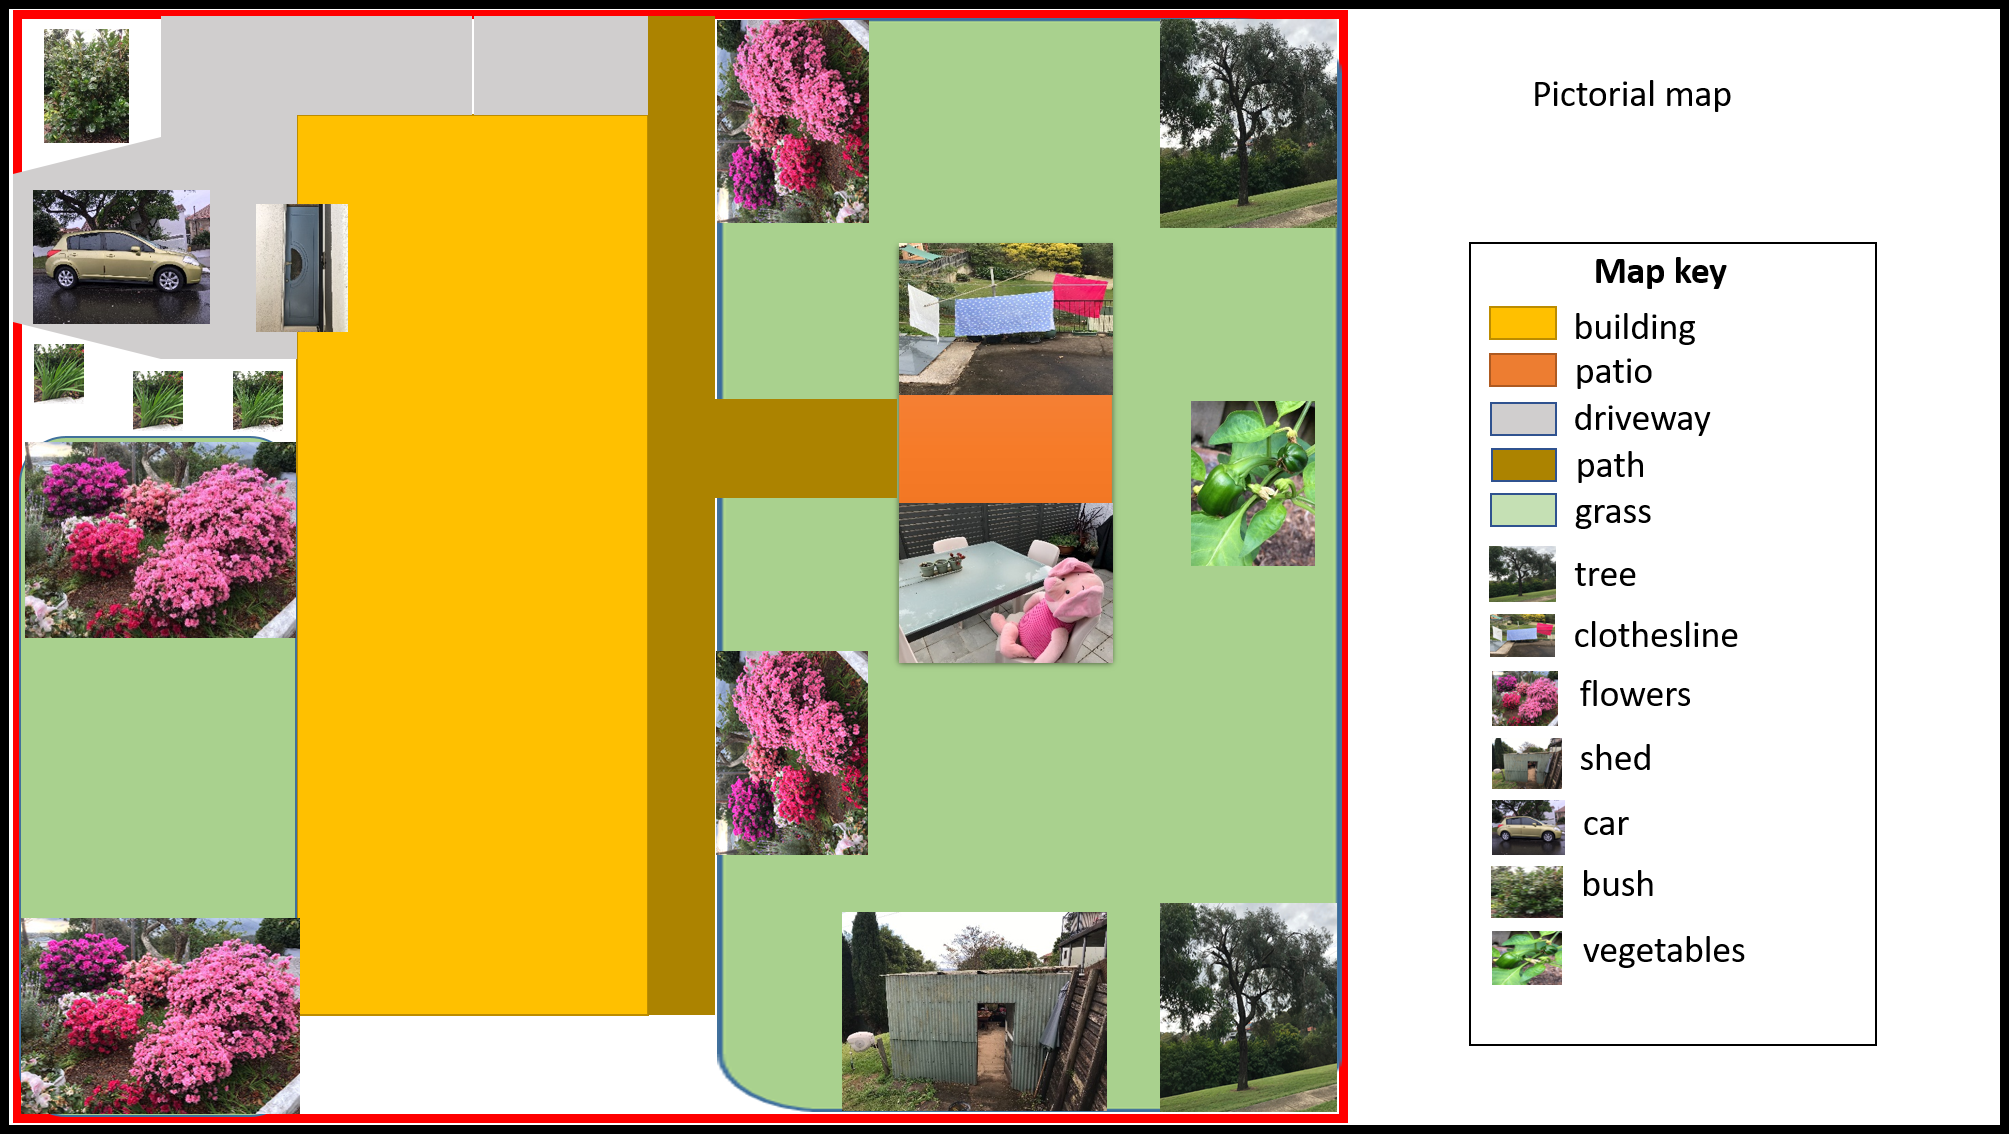 Pictorial map
Map key
building
patio
driveway
path
grass
tree
clothesline
flowers
shed
car
bush
vegetables